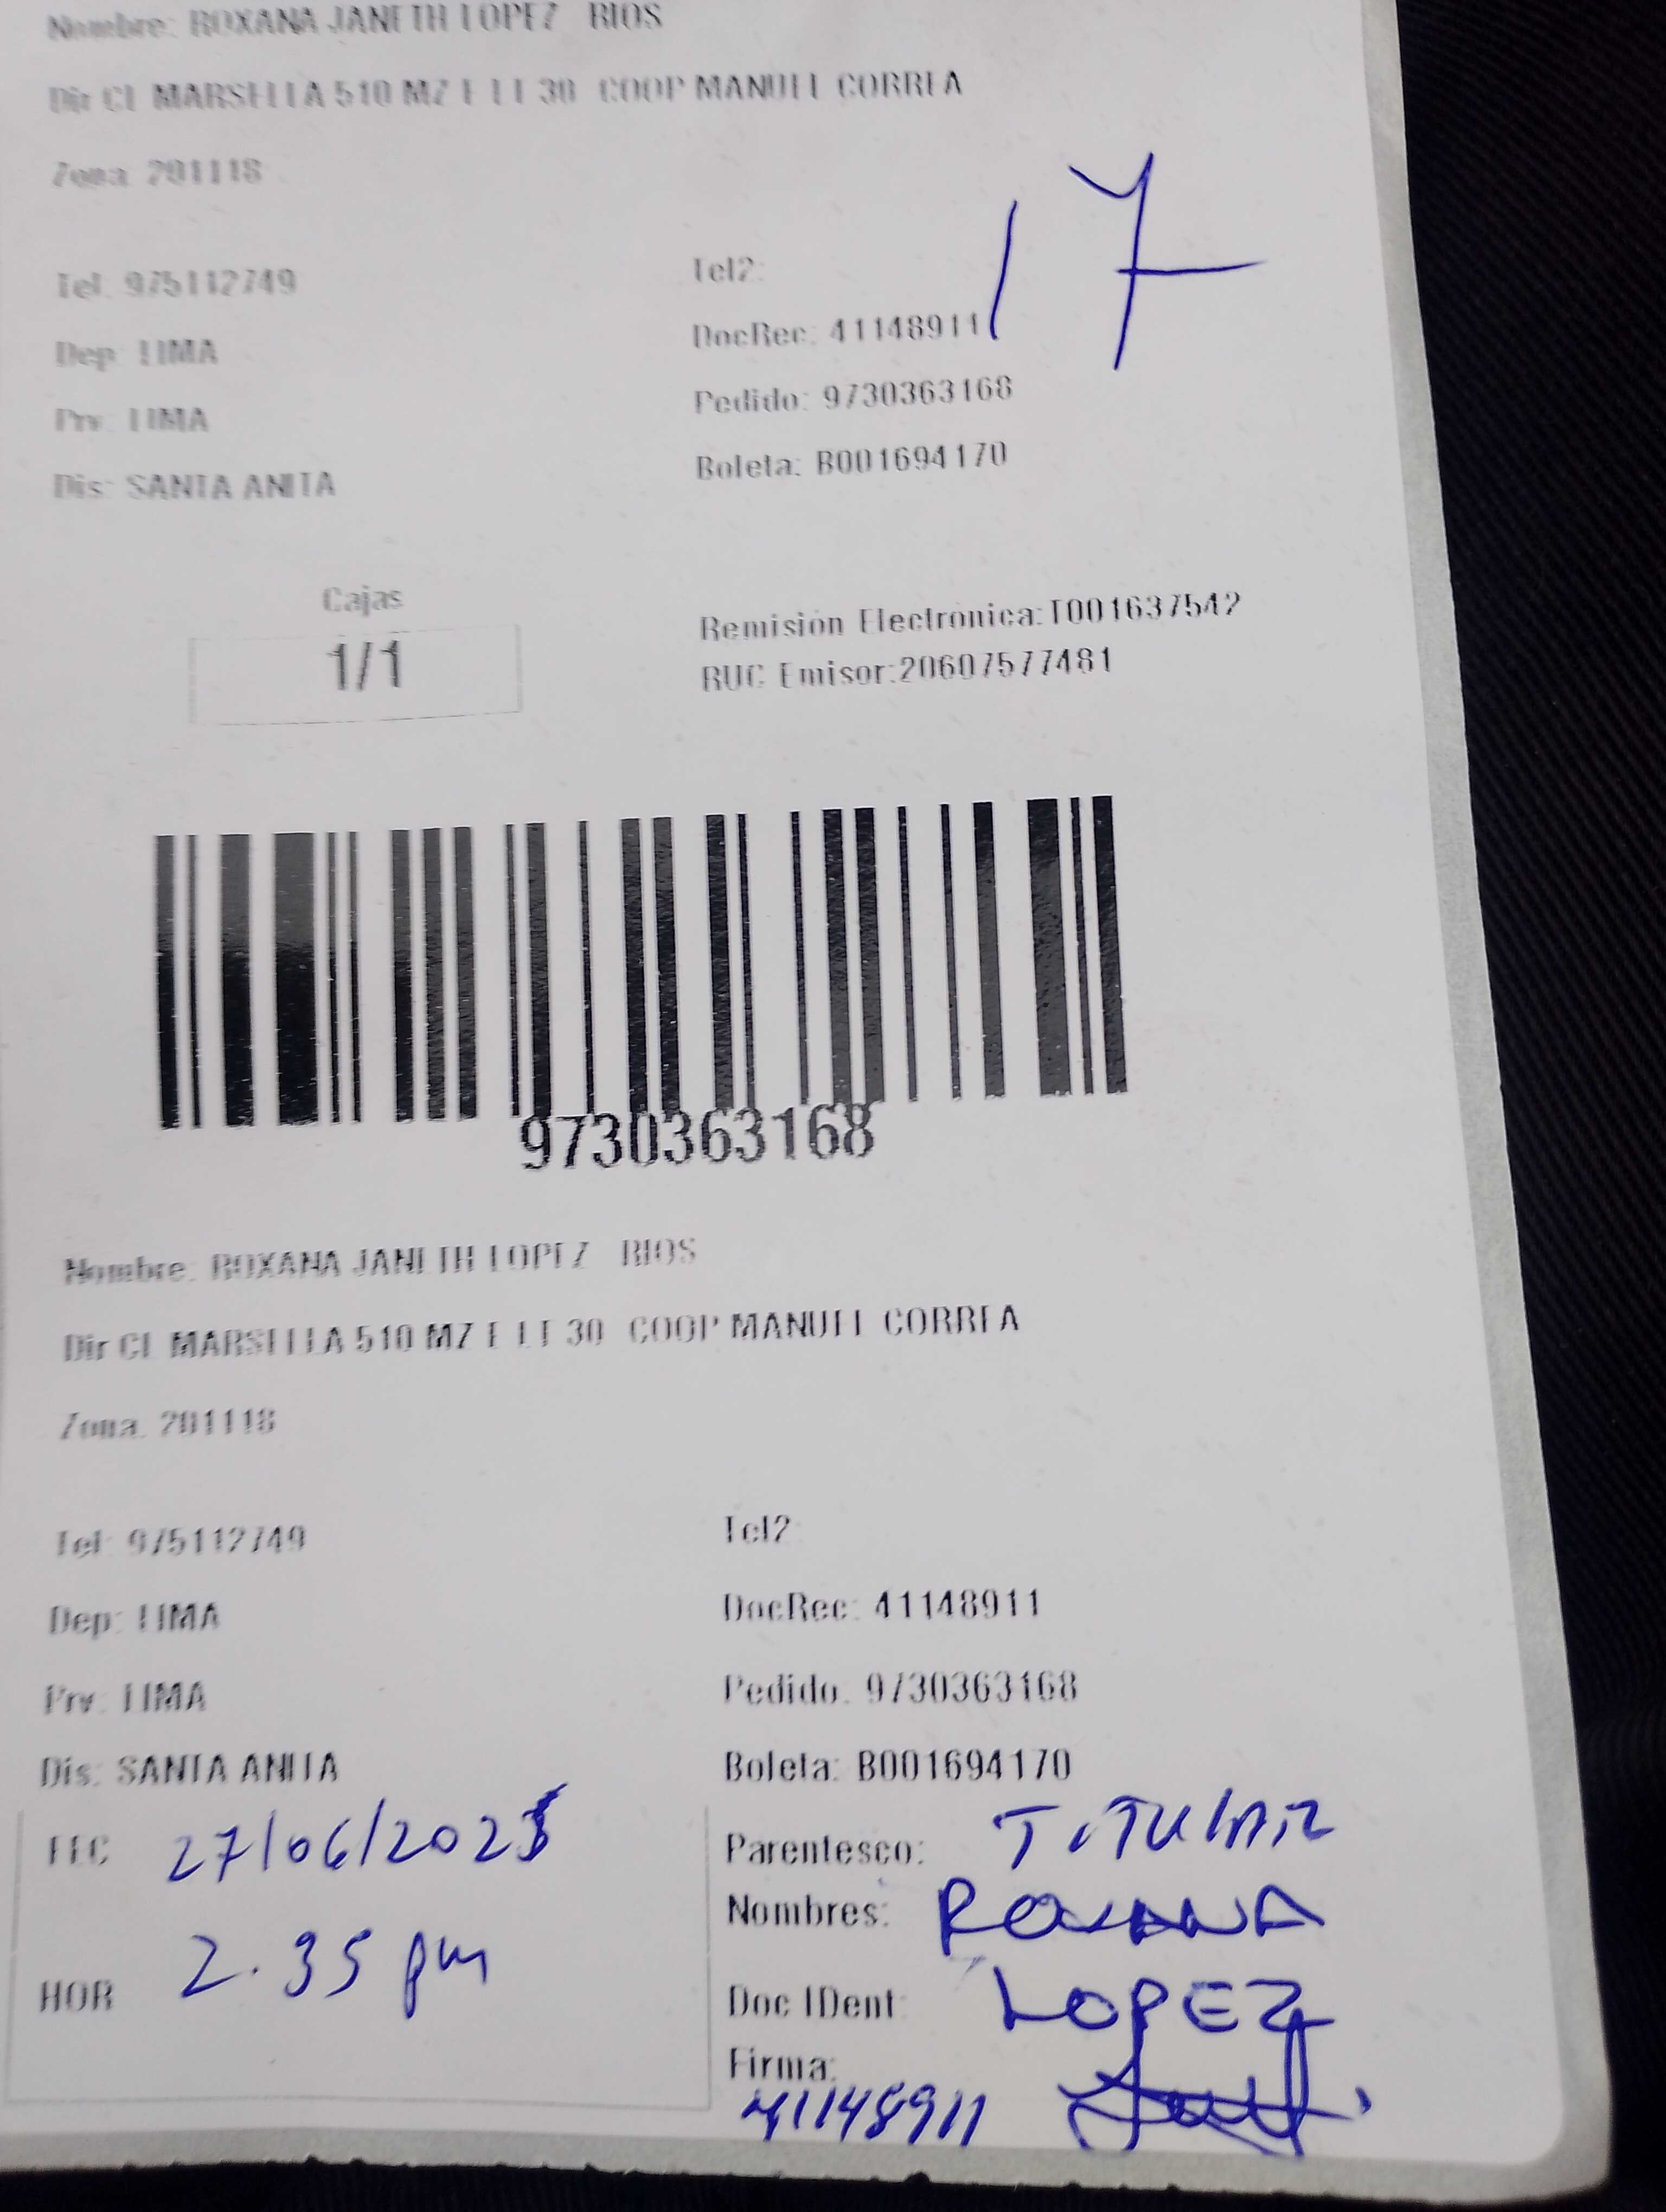 Nombre: ROXANA JANETH LOPEZ RIOS
Dir CL MARSELLA 510 MZ E LT 30 COOP MANUEL CORREA
Zona: 201118
17
Tel: 975112749
Tel2:
DocRec: 41148911
Dep: LIMA
Pedido: 9730363168
Prv: LIMA
Boleta: B001694170
Dis: SANTA ANITA
Cajas
1/1
Remisión Electrónica:T001637542
RUC Emisor:20607577481
9730363168
Nombre: ROXANA JANETH LOPEZ RIOS
Dir CL MARSELLA 510 MZ E LT 30 COOP MANUEL CORREA
Zona: 201118
Tel: 975112749
Tel2:
Dep: LIMA
DocRec: 41148911
Prv: LIMA
Pedido: 9730363168
Dis: SANTA ANITA
Boleta: B001694170
FEC 27/06/2025
Parentesco: TITULAR
Nombres: ROXANA
HOR 2.35 pm
Doc IDent: LOPEZ
Firma:
41148911